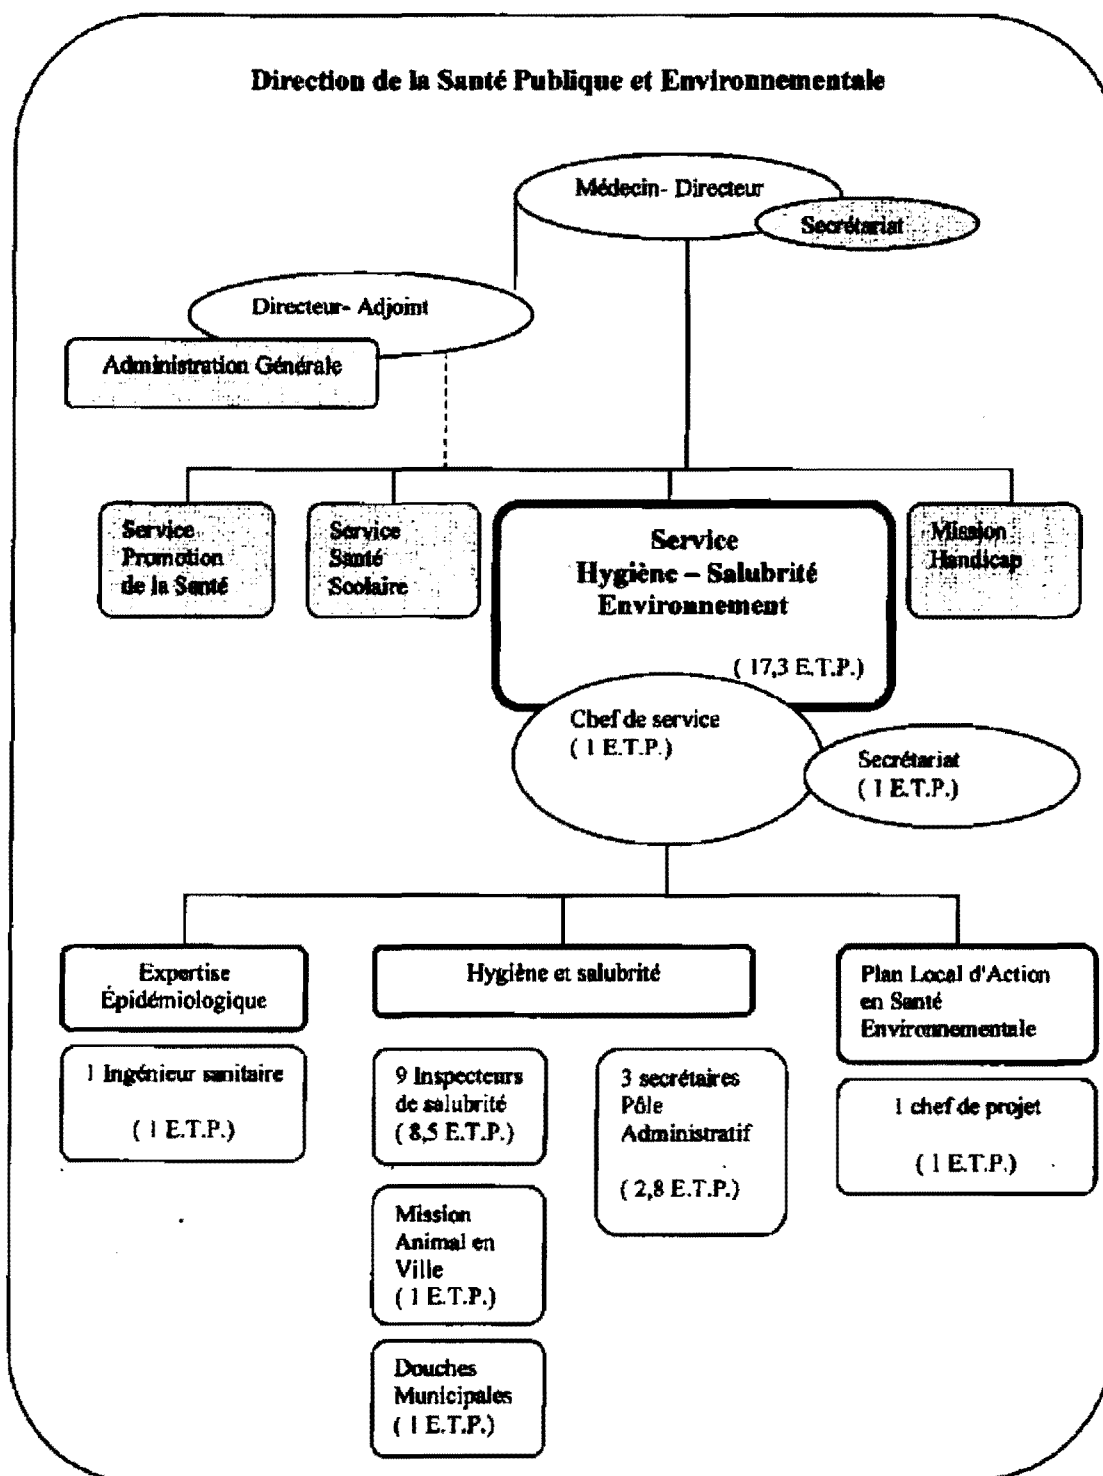 Direction de la Santé Publique et Environnementale
Médecin- Directeur
Secrétariat
Directeur- Adjoint
Administration Générale
Service
Promotion
de la Santé
Service
Santé
Scolaire
Service
Hygiène – Salubrité
Environnement
( 17,3 E.T.P.)
Mission
Handicap
Chef de service
( 1 E.T.P.)
Secrétariat
( 1 E.T.P.)
Expertise
Épidémiologique
1 Ingénieur sanitaire
( 1 E.T.P.)
Hygiène et salubrité
9 Inspecteurs
de salubrité
( 8,5 E.T.P.)
Mission
Animal en
Ville
( 1 E.T.P.)
Douches
Municipales
( 1 E.T.P.)
3 secrétaires
Pôle
Administratif
( 2,8 E.T.P.)
Plan Local d'Action
en Santé
Environnementale
1 chef de projet
( 1 E.T.P.)